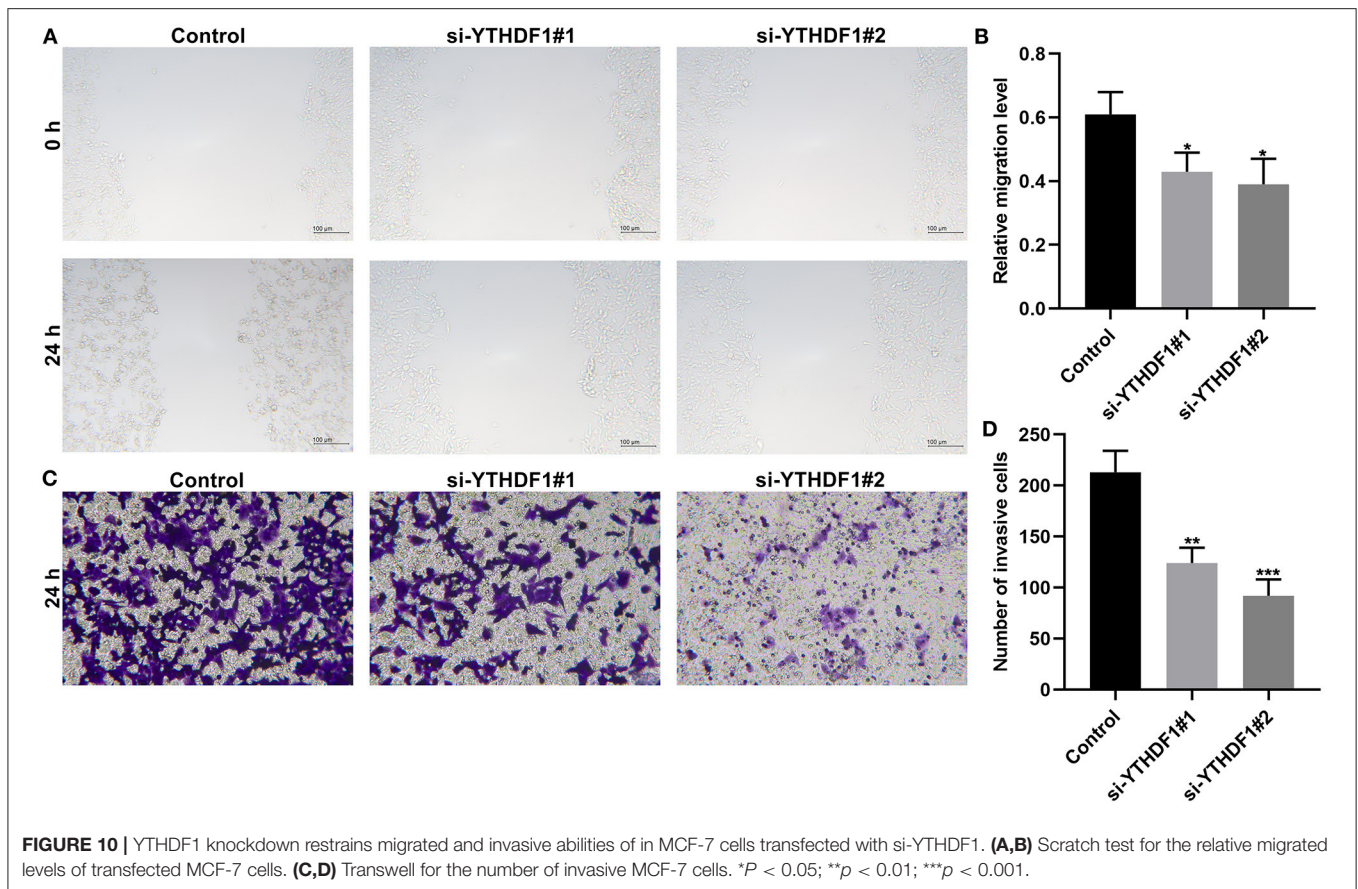 A
Control
si-YTHDF1#1
si-YTHDF1#2
0 h
100 µm
100 µm
100 µm
24 h
100 µm
100 µm
100 µm
B
Relative migration level
0.8
0.6
0.4
0.2
0.0
*
*
Control
si-YTHDF1#1
si-YTHDF1#2
C
Control
si-YTHDF1#1
si-YTHDF1#2
24 h
D
Number of invasive cells
250
200
150
100
50
0
**
***
Control
si-YTHDF1#1
si-YTHDF1#2
FIGURE 10 | YTHDF1 knockdown restrains migrated and invasive abilities of in MCF-7 cells transfected with si-YTHDF1. (A,B) Scratch test for the relative migrated
levels of transfected MCF-7 cells. (C,D) Transwell for the number of invasive MCF-7 cells. *P < 0.05; **p < 0.01; ***p < 0.001.